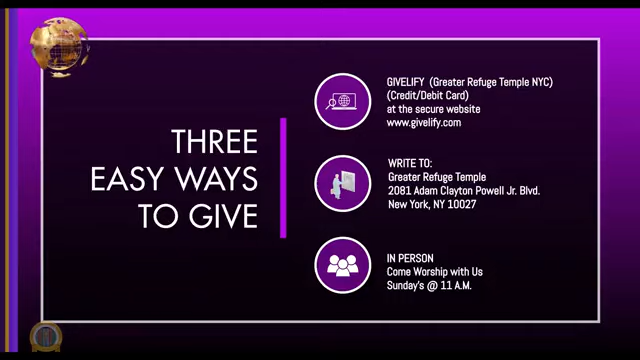 THREE
EASY WAYS
TO GIVE
GIVELIFY (Greater Refuge Temple NYC)
(Credit/Debit Card)
at the secure website
www.givelify.com
WRITE TO:
Greater Refuge Temple
2081 Adam Clayton Powell Jr. Blvd.
New York, NY 10027
IN PERSON
Come Worship with Us
Sunday's @ 11 A.M.